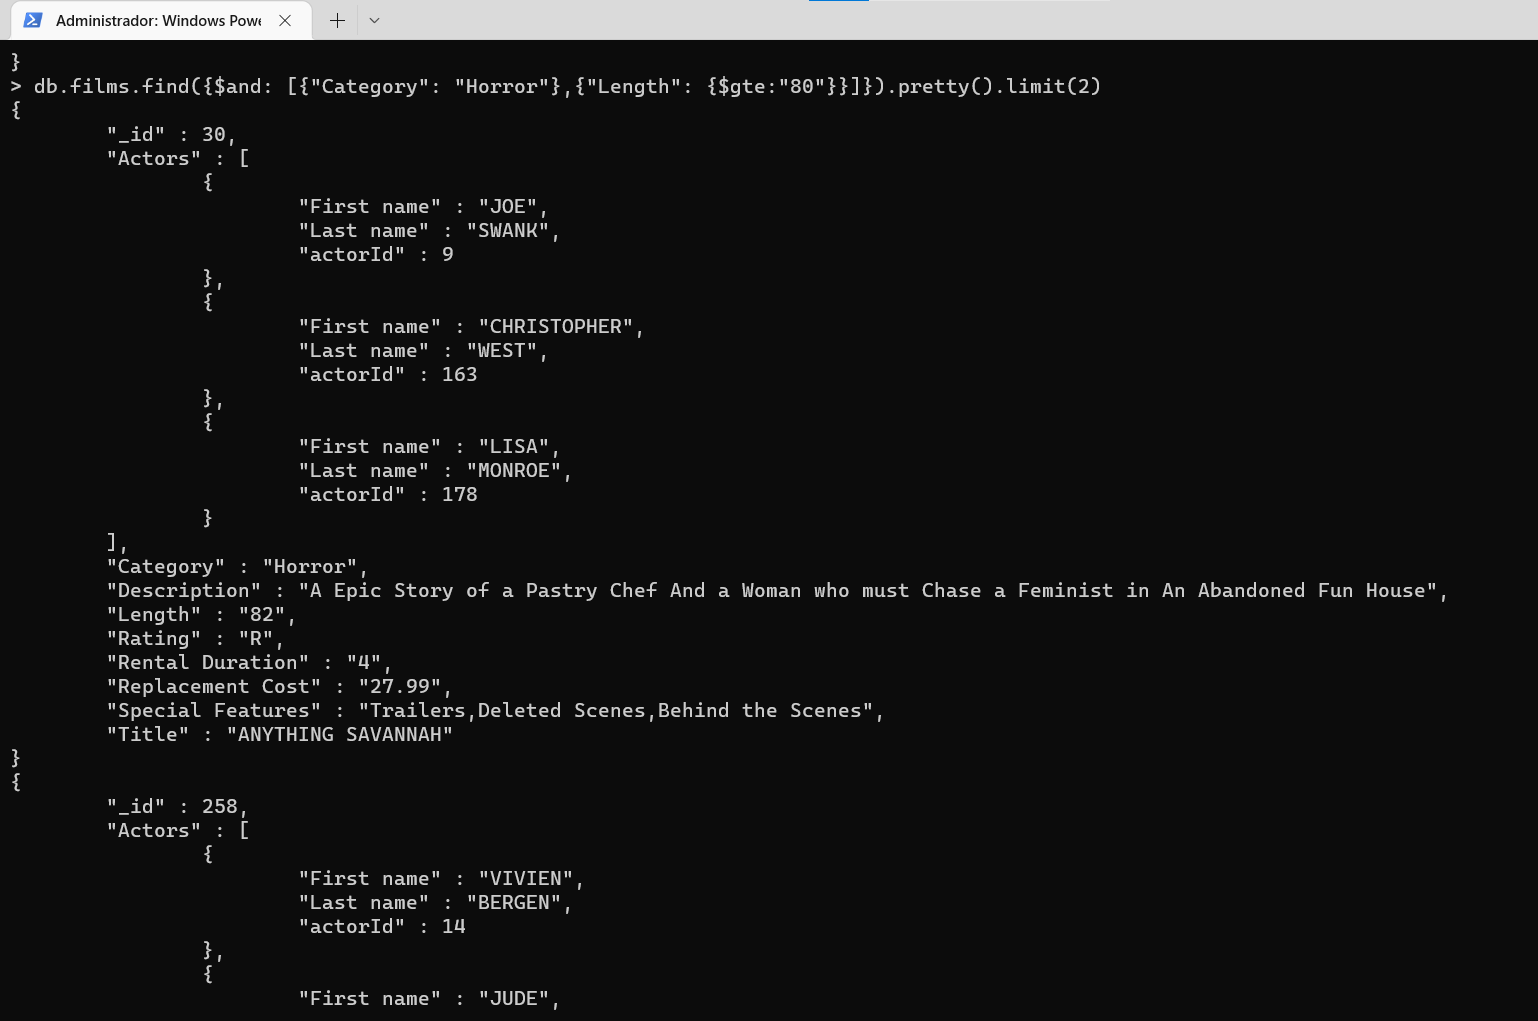 Administrador: Windows Powe
}
> db.films.find({$and: [{"Category": "Horror"},{"Length": {$gte:"80"}}]}).pretty().limit(2)
{
"_id" : 30,
"Actors" : [
{
"First name" : "JOE",
"Last name" : "SWANK",
"actorId" : 9
},
{
"First name" : "CHRISTOPHER",
"Last name" : "WEST",
"actorId" : 163
},
{
"First name" : "LISA",
"Last name" : "MONROE",
"actorId" : 178
}
],
"Category" : "Horror",
"Description" : "A Epic Story of a Pastry Chef And a Woman who must Chase a Feminist in An Abandoned Fun House",
"Length" : "82",
"Rating" : "R",
"Rental Duration" : "4",
"Replacement Cost" : "27.99",
"Special Features" : "Trailers,Deleted Scenes,Behind the Scenes",
"Title" : "ANYTHING SAVANNAH"
}
{
"_id" : 258,
"Actors" : [
{
"First name" : "VIVIEN",
"Last name" : "BERGEN",
"actorId" : 14
},
{
"First name" : "JUDE",